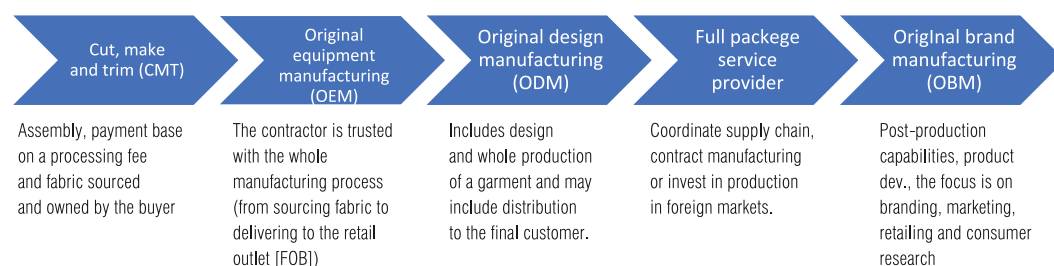 Cut, make
and trim (CMT)
Original
equipment
manufacturing
(OEM)
Original design
manufacturing
(ODM)
Full packege
service
provider
OrigInal brand
manufacturing
(OBM)
Assembly, payment base
on a processing fee
and fabric sourced
and owned by the buyer
The contractor is trusted
with the whole
manufacturing process
(from sourcing fabric to
delivering to the retail
outlet [FOB])
Includes design
and whole production
of a garment and may
include distribution
to the final customer.
Coordinate supply chain,
contract manufacturing
or invest in production
in foreign markets.
Post-production
capabilities, product
dev., the focus is on
branding, marketing,
retailing and consumer
research